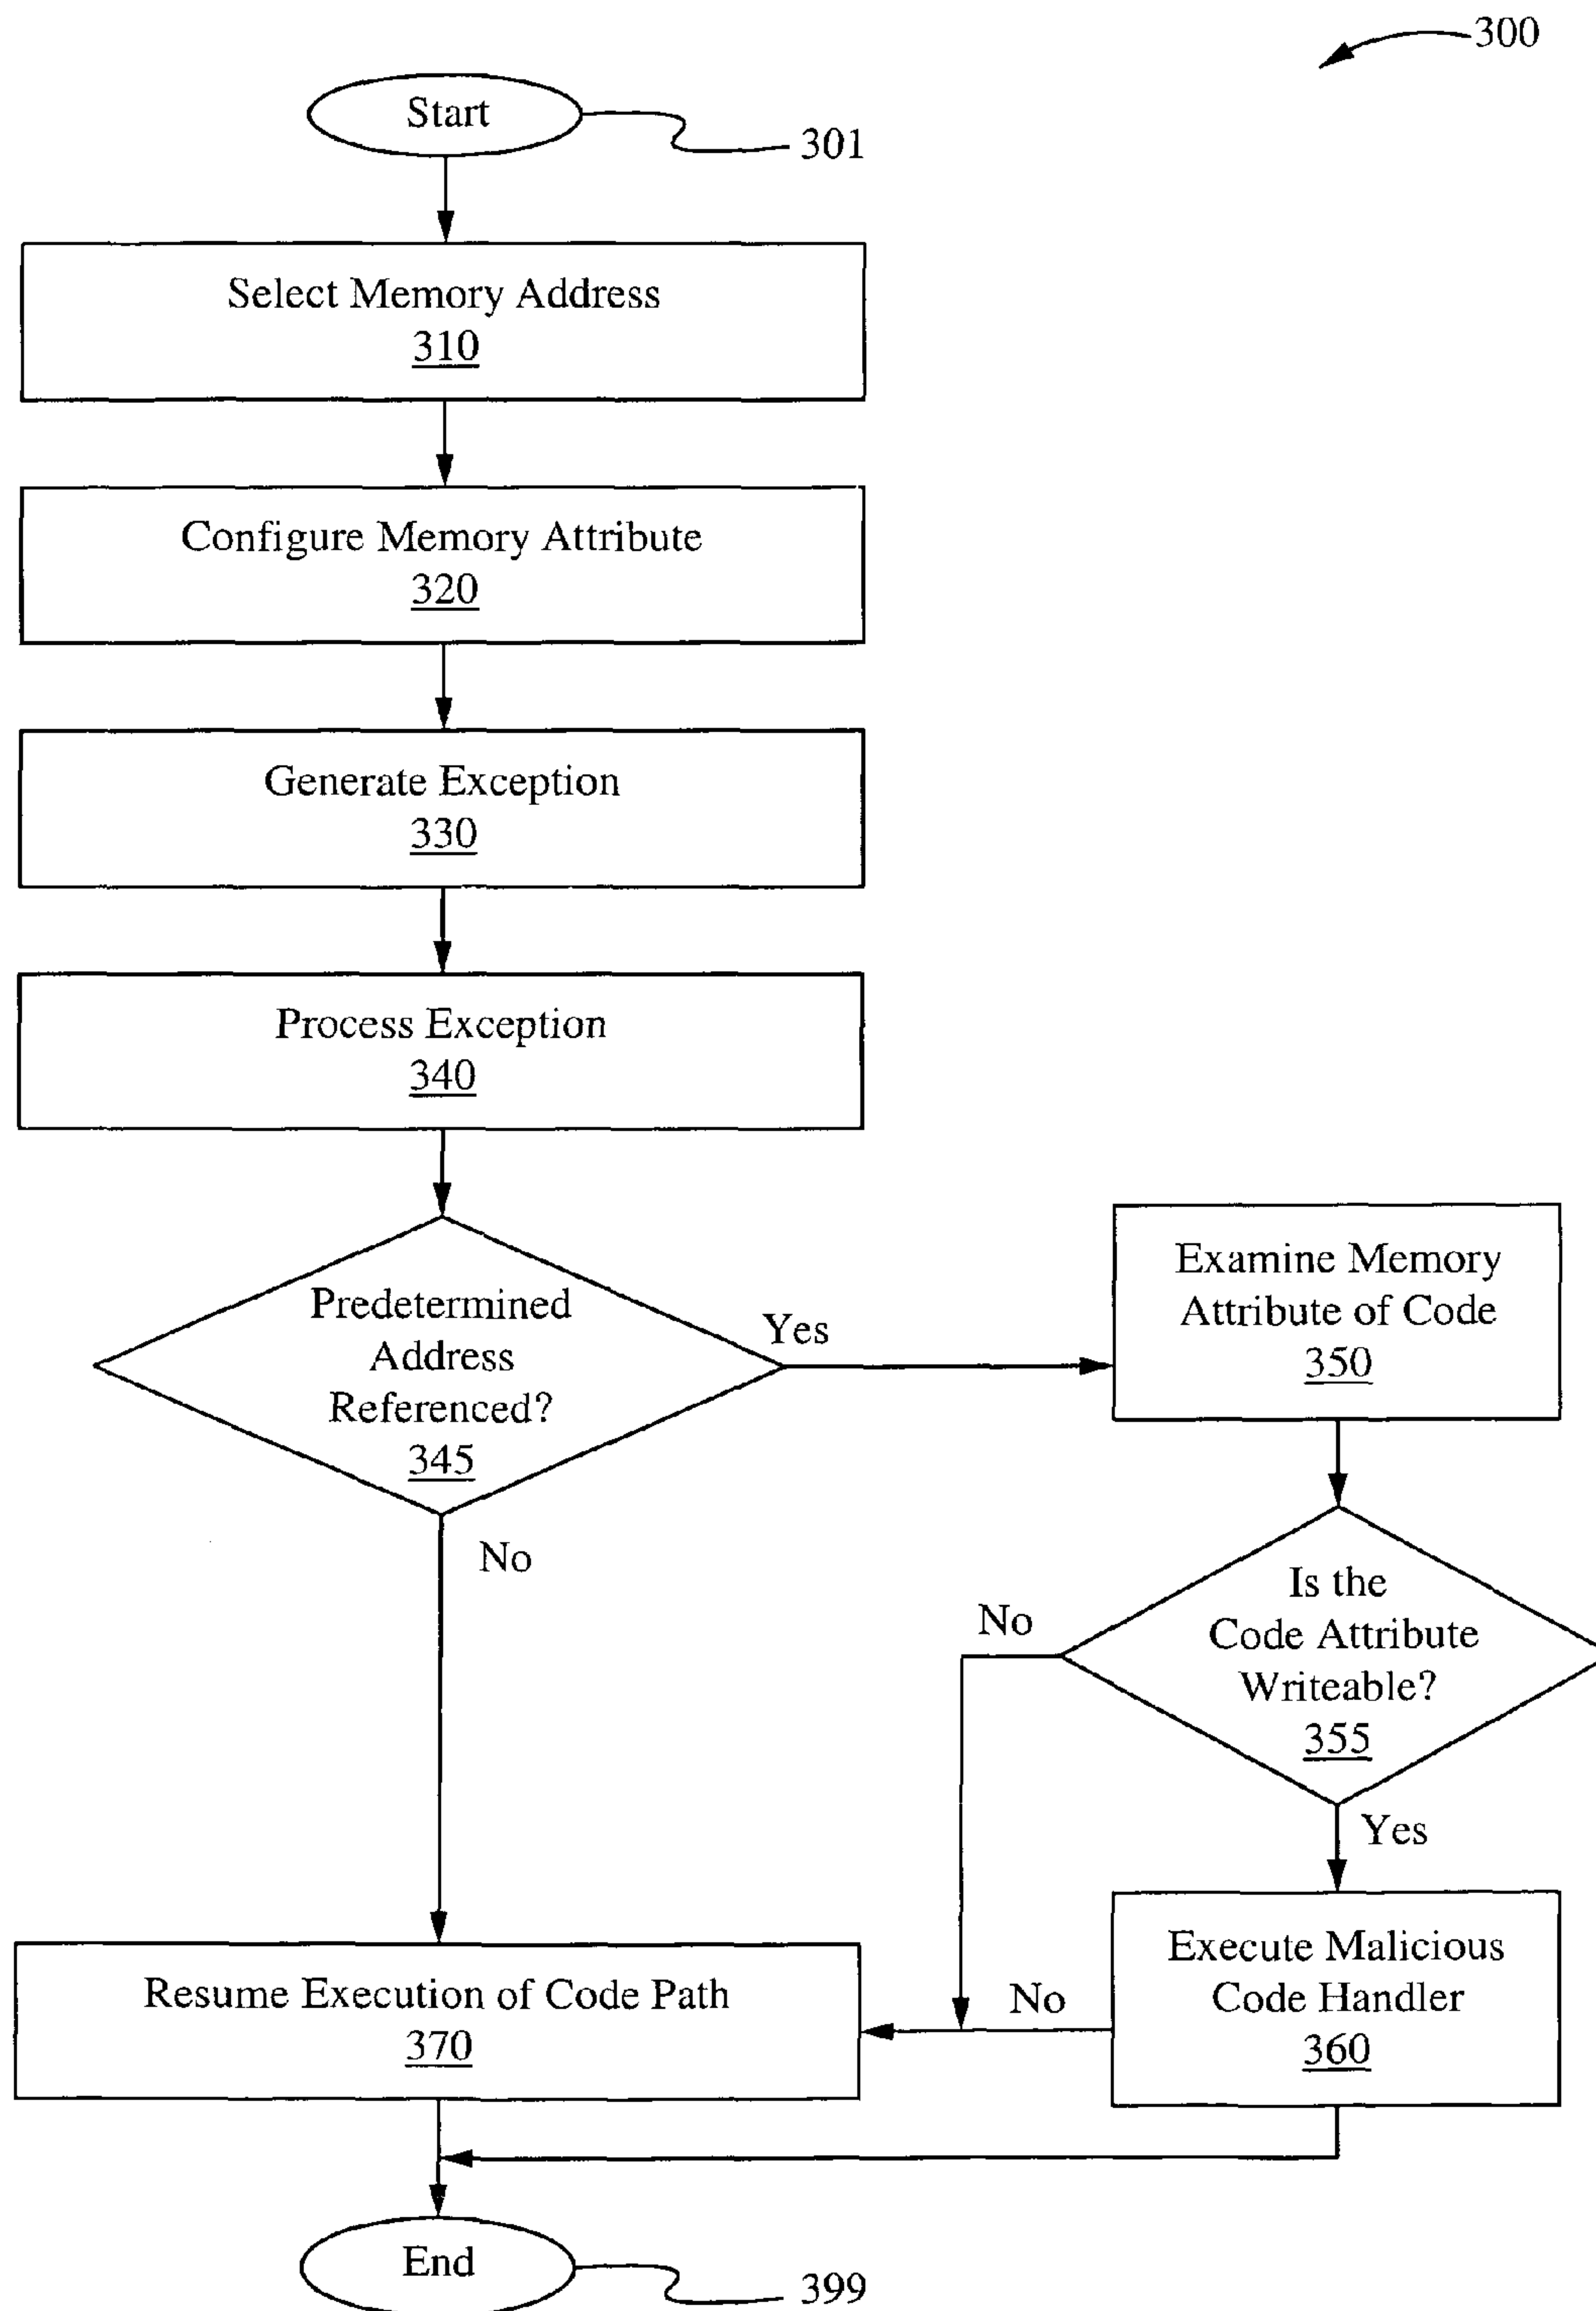 300
Start
301
Select Memory Address
310
Configure Memory Attribute
320
Generate Exception
330
Process Exception
340
Predetermined
Address
Referenced?
345
Yes
No
Examine Memory
Attribute of Code
350
Is the
Code Attribute
Writeable?
355
No
Yes
Execute Malicious
Code Handler
360
No
Resume Execution of Code Path
370
End
399